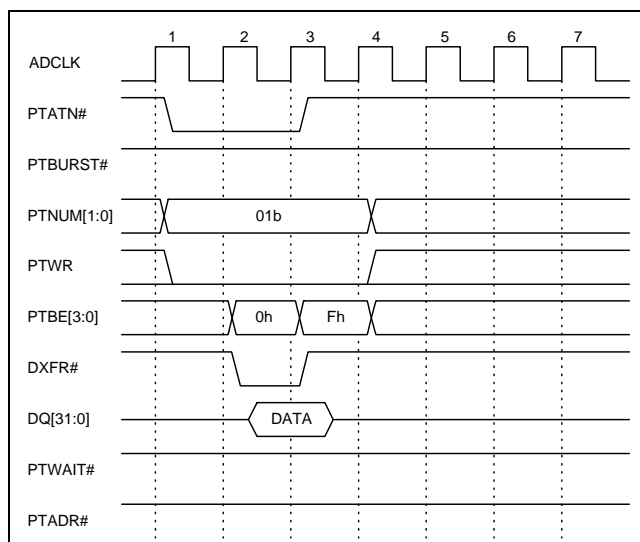 1 2 3 4 5 6 7
ADCLK
PTATN#
PTBURST#
PTNUM[1:0] 01b
PTWR
PTBE[3:0] 0h Fh
DXFR#
DQ[31:0] DATA
PTWAIT#
PTADR#